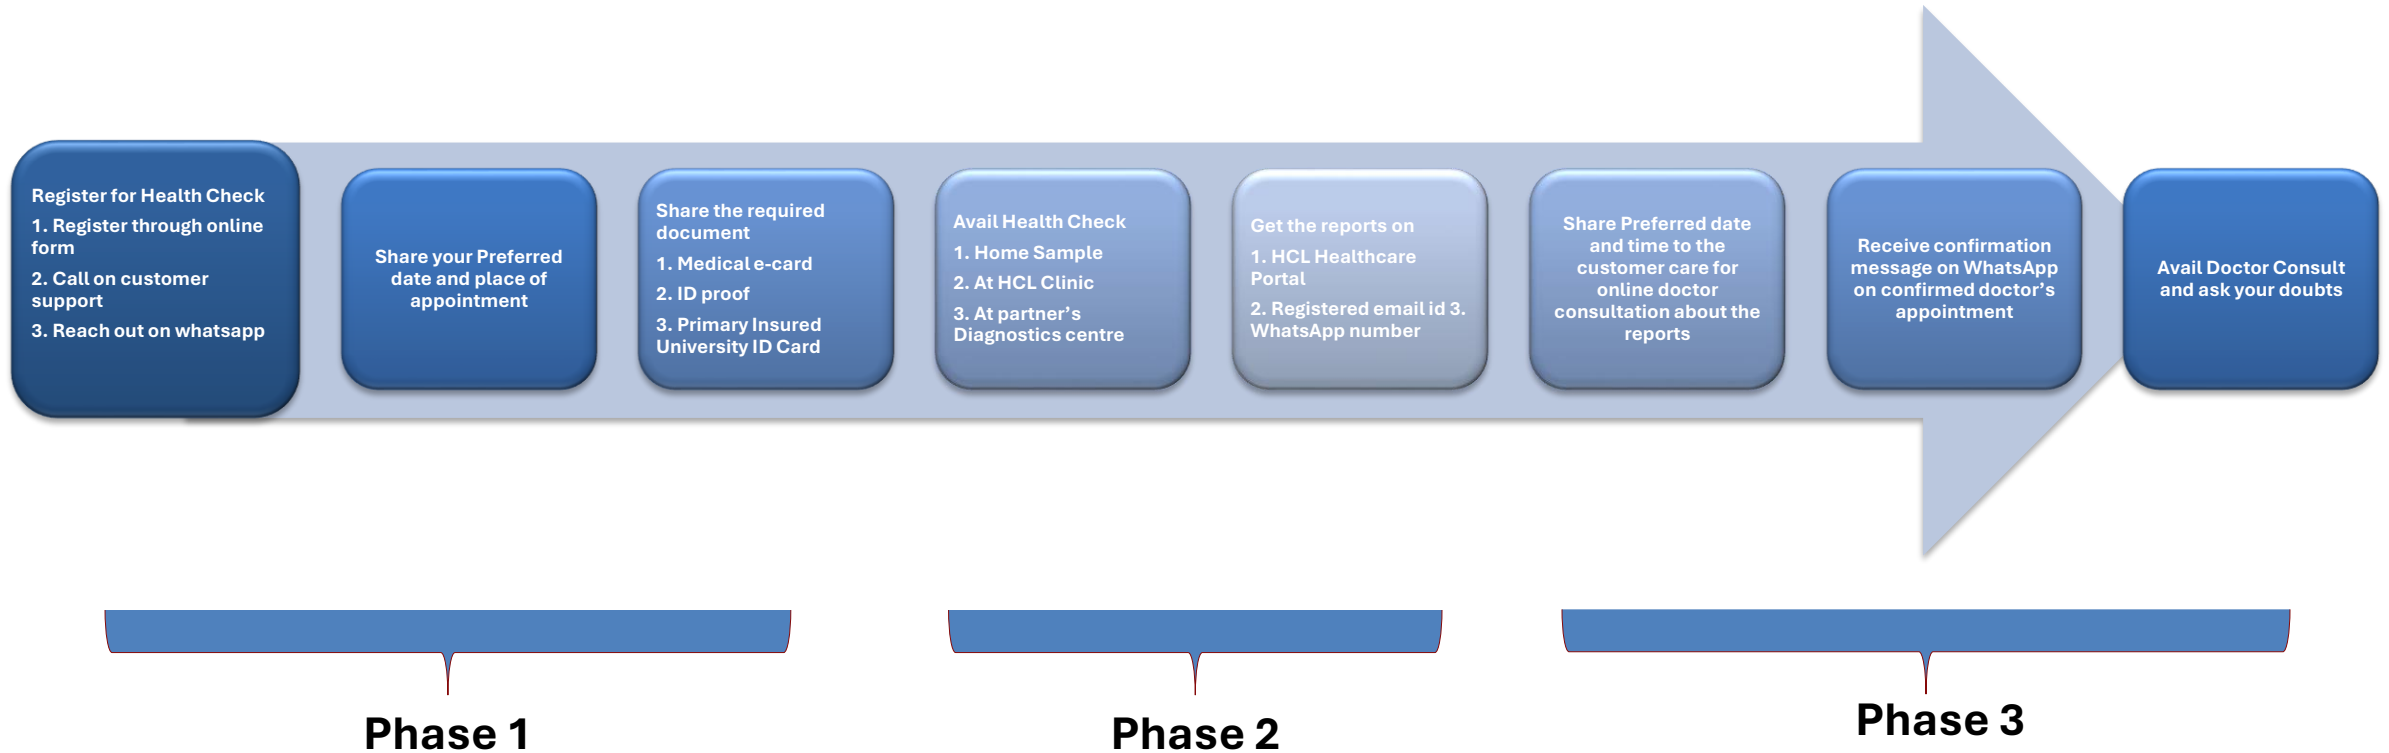 Register for Health Check
1. Register through online
form
2. Call on customer
support
3. Reach out on whatsapp
Share your Preferred
date and place of
appointment
Share the required
document
1. Medical e-card
2. ID proof
3. Primary Insured
University ID Card
Avail Health Check
1. Home Sample
2. At HCL Clinic
3. At partner’s
Diagnostics centre
Get the reports on
1. HCL Healthcare
Portal
2. Registered email id 3.
WhatsApp number
Share Preferred date
and time to the
customer care for
online doctor
consultation about the
reports
Receive confirmation
message on WhatsApp
on confirmed doctor’s
appointment
Avail Doctor Consult
and ask your doubts
Phase 1
Phase 2
Phase 3